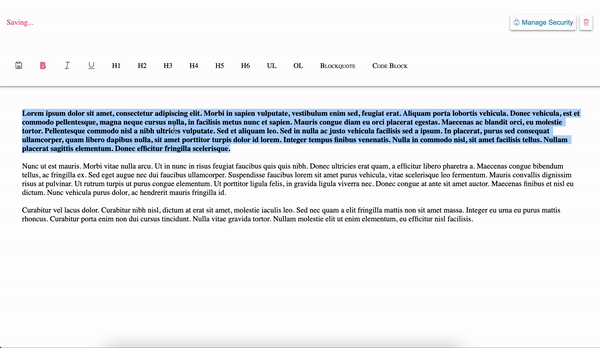 Saving...
Manage Security
B I U H1 H2 H3 H4 H5 H6 UL OL Blockquote Code Block
Lorem ipsum dolor sit amet, consectetur adipiscing elit. Morbi in sapien vulputate, vestibulum enim sed, feugiat erat. Aliquam porta lobortis vehicula. Donec vehicula, est et
commodo pellentesque, magna neque cursus nulla, in facilisis metus nunc et sapien. Mauris congue diam eu orci placerat egestas. Maecenas ac blandit orci, eu molestie
tortor. Pellentesque commodo nisl a nibh ultricies vulputate. Sed et aliquam leo. Sed in nulla ac justo vehicula facilisis sed a ipsum. In placerat, purus sed consequat
ullamcorper, quam libero dapibus nulla, sit amet porttitor turpis dolor id lorem. Integer tempus finibus venenatis. Nulla in commodo nisl, sit amet facilisis tellus. Nullam
placerat sagittis elementum. Donec efficitur fringilla scelerisque.
Nunc ut est mauris. Morbi vitae nulla arcu. Ut in nunc in risus feugiat faucibus quis quis nibh. Donec ultricies erat quam, a efficitur libero pharetra a. Maecenas congue bibendum
tellus, ac fringilla ex. Sed eget augue nec dui faucibus ullamcorper. Suspendisse faucibus lorem sit amet purus vehicula, vitae scelerisque leo fermentum. Mauris convallis dignissim
risus at pulvinar. Ut rutrum turpis ut purus congue elementum. Ut porttitor ligula felis, in gravida ligula viverra nec. Donec congue at ante sit amet auctor. Maecenas finibus et nisl eu
dictum. Nunc vehicula purus dolor, ac hendrerit mauris fringilla id.
Curabitur vel lacus dolor. Curabitur nibh nisl, dictum at erat sit amet, molestie iaculis leo. Sed nec quam a elit fringilla mattis non sit amet massa. Integer eu urna eu purus mattis
rhoncus. Curabitur porta enim non dui cursus tincidunt. Nulla vitae gravida tortor. Nullam molestie elit ut enim elementum, eu efficitur nisl facilisis.